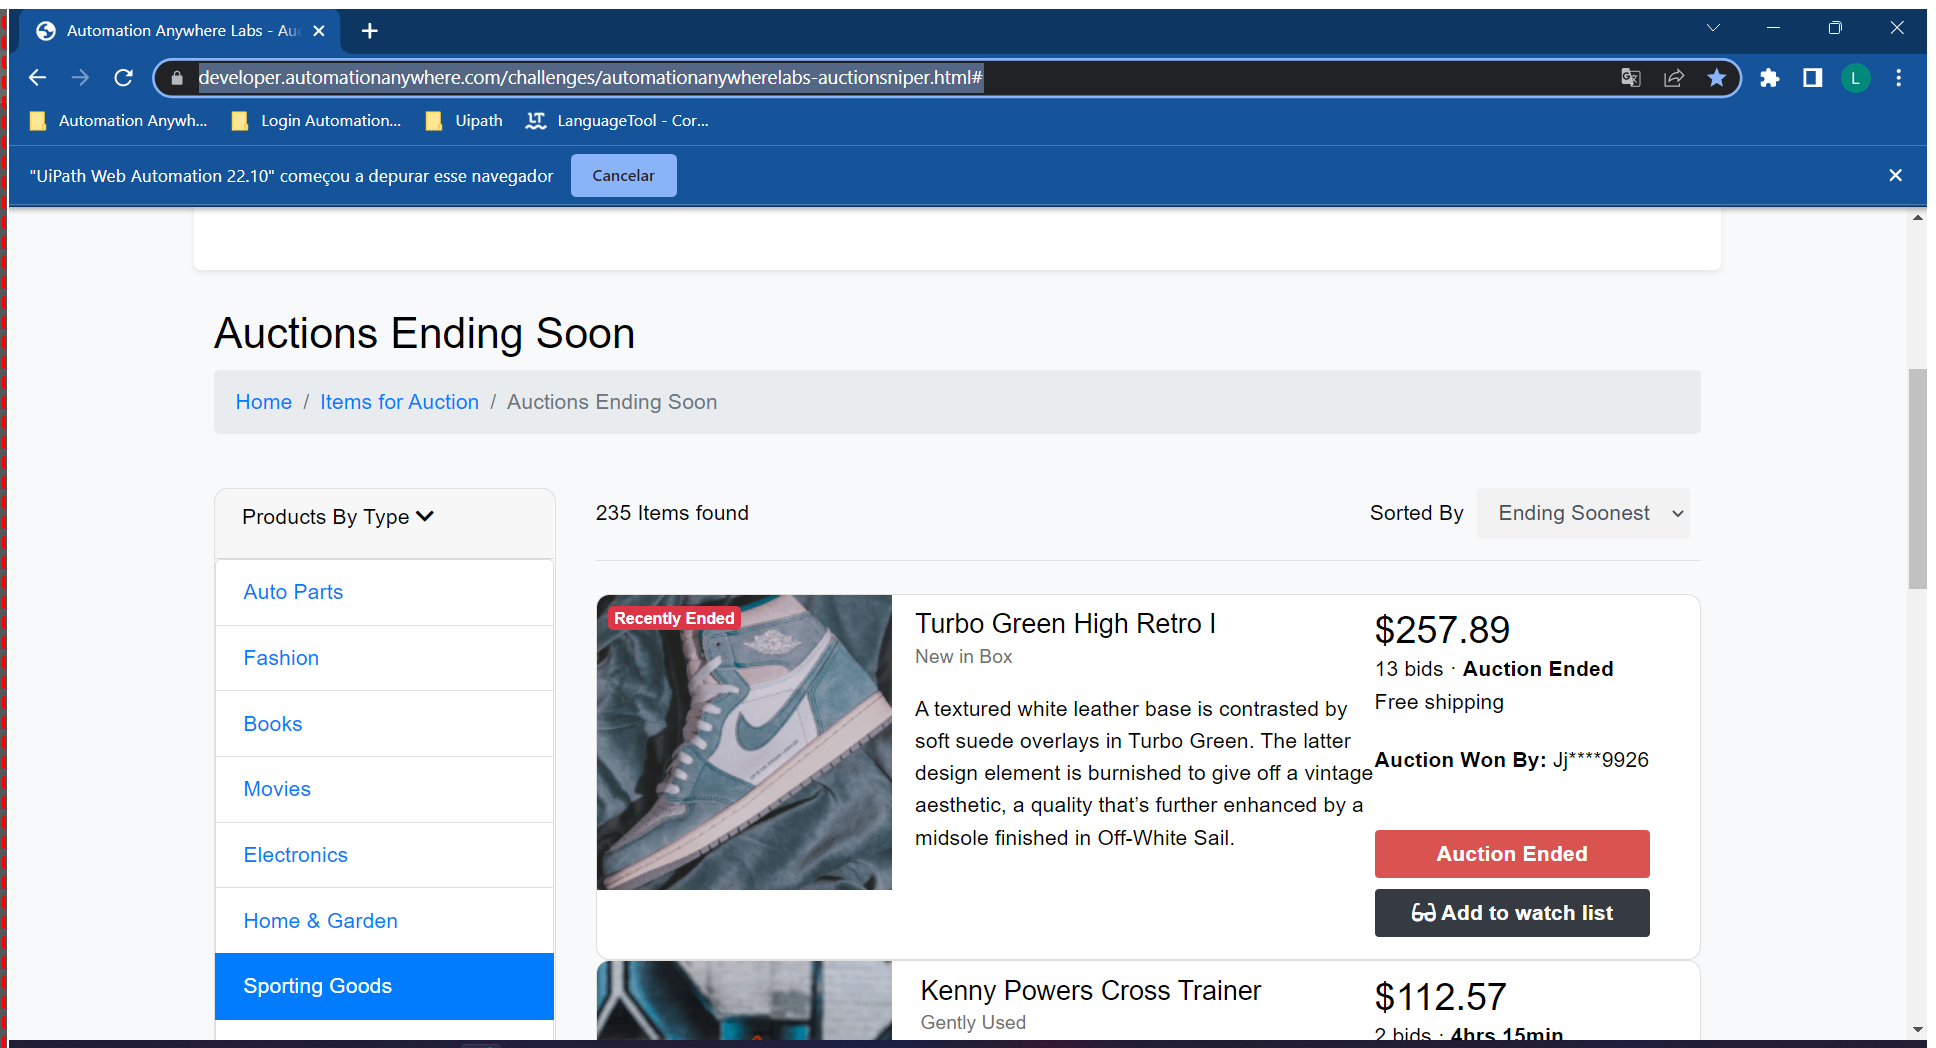 Automation Anywhere Labs - Au
developer.automationanywhere.com/challenges/automationanywherelabs-auctionsniper.html#
L
Automation Anywh...
Login Automation...
Uipath
LT
LanguageTool - Cor...
"UiPath Web Automation 22.10" começou a depurar esse navegador
Cancelar
Auctions Ending Soon
Home / Items for Auction / Auctions Ending Soon
Products By Type
235 Items found
Sorted By
Ending Soonest
Auto Parts
Fashion
Books
Movies
Electronics
Home & Garden
Sporting Goods
Recently Ended
Turbo Green High Retro I
New in Box
A textured white leather base is contrasted by
soft suede overlays in Turbo Green. The latter
design element is burnished to give off a vintage
aesthetic, a quality that’s further enhanced by a
midsole finished in Off-White Sail.
$257.89
13 bids · Auction Ended
Free shipping
Auction Won By: Jj****9926
Auction Ended
Add to watch list
Kenny Powers Cross Trainer
Gently Used
$112.57
2 bids · 4hrs 15min